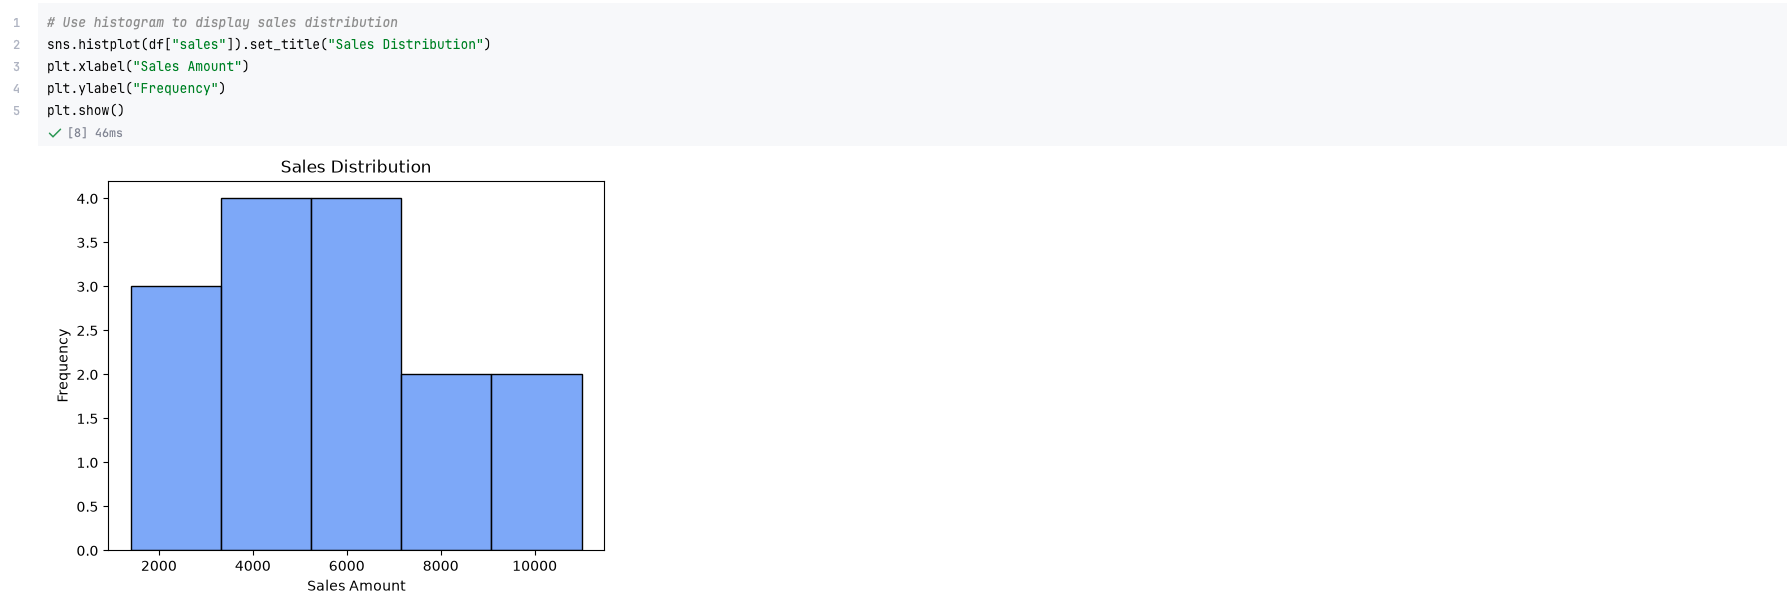 1 # Use histogram to display sales distribution
2 sns.histplot(df["sales"]).set_title("Sales Distribution")
3 plt.xlabel("Sales Amount")
4 plt.ylabel("Frequency")
5 plt.show()
[8] 46ms
Sales Distribution
4.0
3.5
3.0
2.5
2.0
1.5
1.0
0.5
0.0
Frequency
2000 4000 6000 8000 10000
Sales Amount